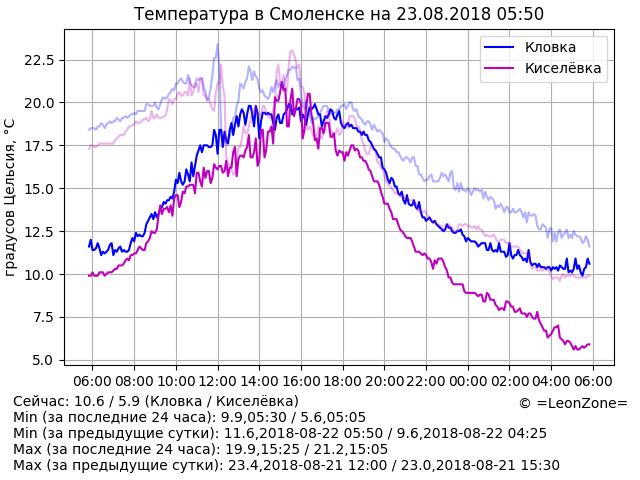 Температура в Смоленске на 23.08.2018 05:50
Кловка
Киселёвка
градусов Цельсия, °C
22.5
20.0
17.5
15.0
12.5
10.0
7.5
5.0
06:00 08:00 10:00 12:00 14:00 16:00 18:00 20:00 22:00 00:00 02:00 04:00 06:00
© =LeonZone=
Сейчас: 10.6 / 5.9 (Кловка / Киселёвка)
Min (за последние 24 часа): 9.9,05:30 / 5.6,05:05
Min (за предыдущие сутки): 11.6,2018-08-22 05:50 / 9.6,2018-08-22 04:25
Max (за последние 24 часа): 19.9,15:25 / 21.2,15:05
Max (за предыдущие сутки): 23.4,2018-08-21 12:00 / 23.0,2018-08-21 15:30